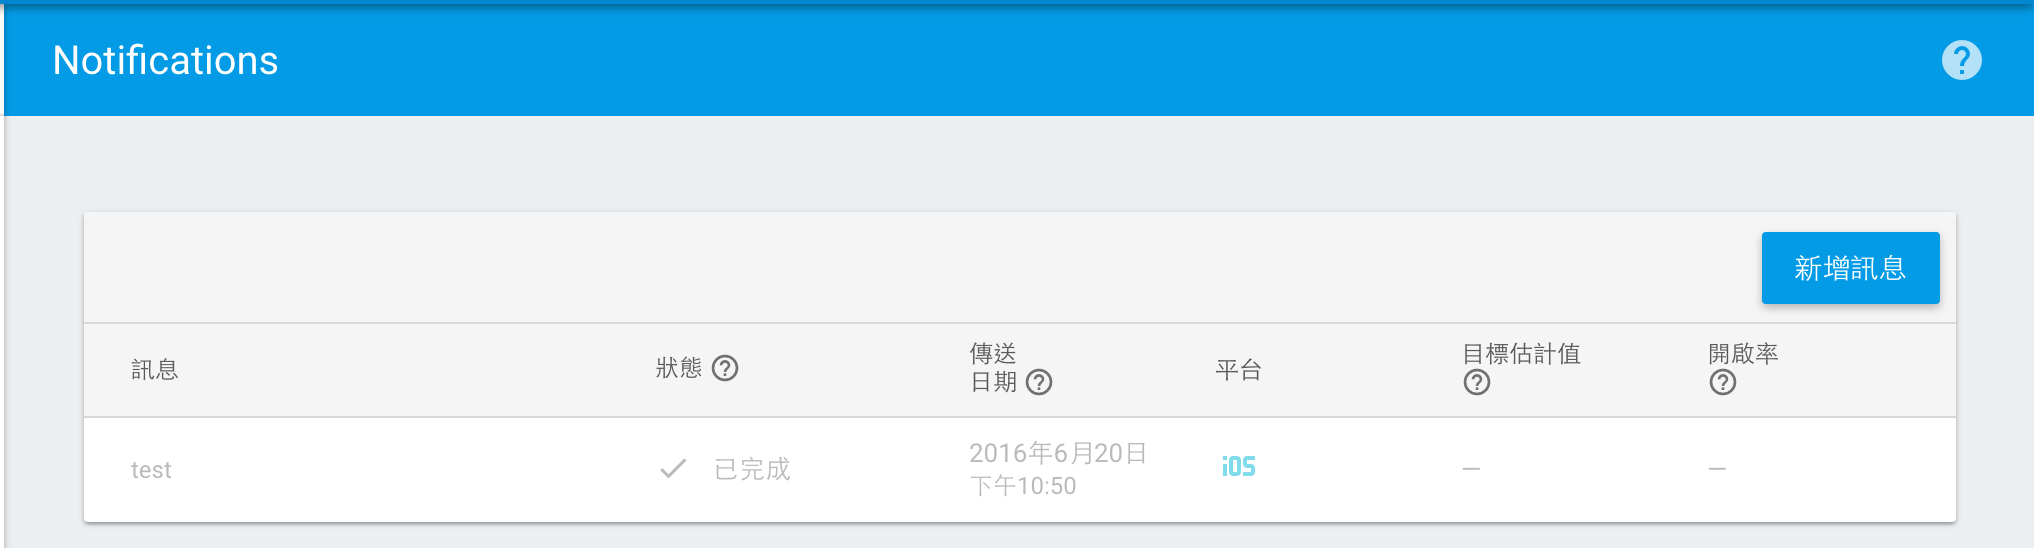 Notifications
新增訊息
訊息
狀態
傳送
日期
平台
目標估計值
開啟率
test
已完成
2016年6月20日
下午10:50
iOS
—
—